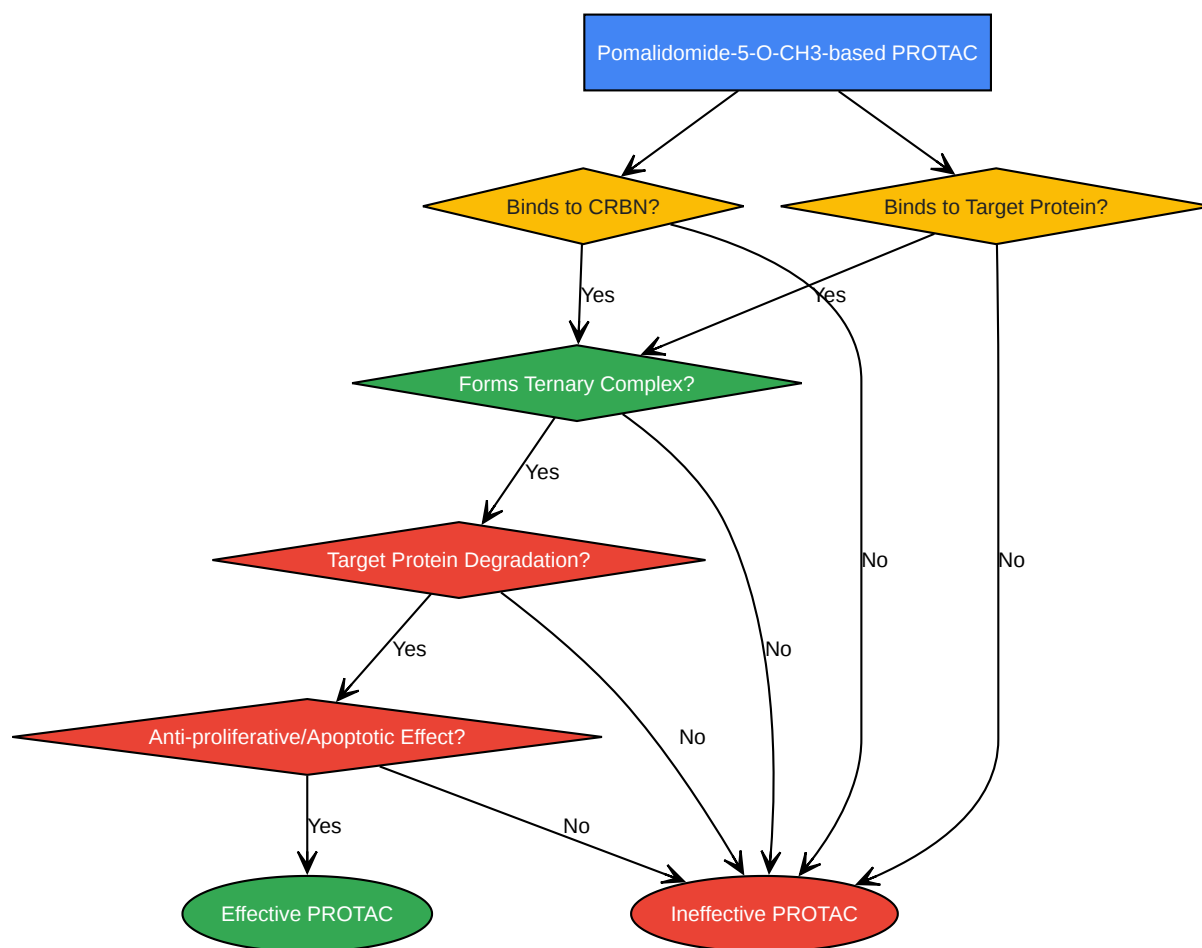 Pomalidomide-5-O-CH3-based PROTAC
Binds to CRBN?
Binds to Target Protein?
Yes
Yes
Forms Ternary Complex?
Yes
Target Protein Degradation?
No
No
Yes
No
No
Anti-proliferative/Apoptotic Effect?
Yes
No
Effective PROTAC
Ineffective PROTAC